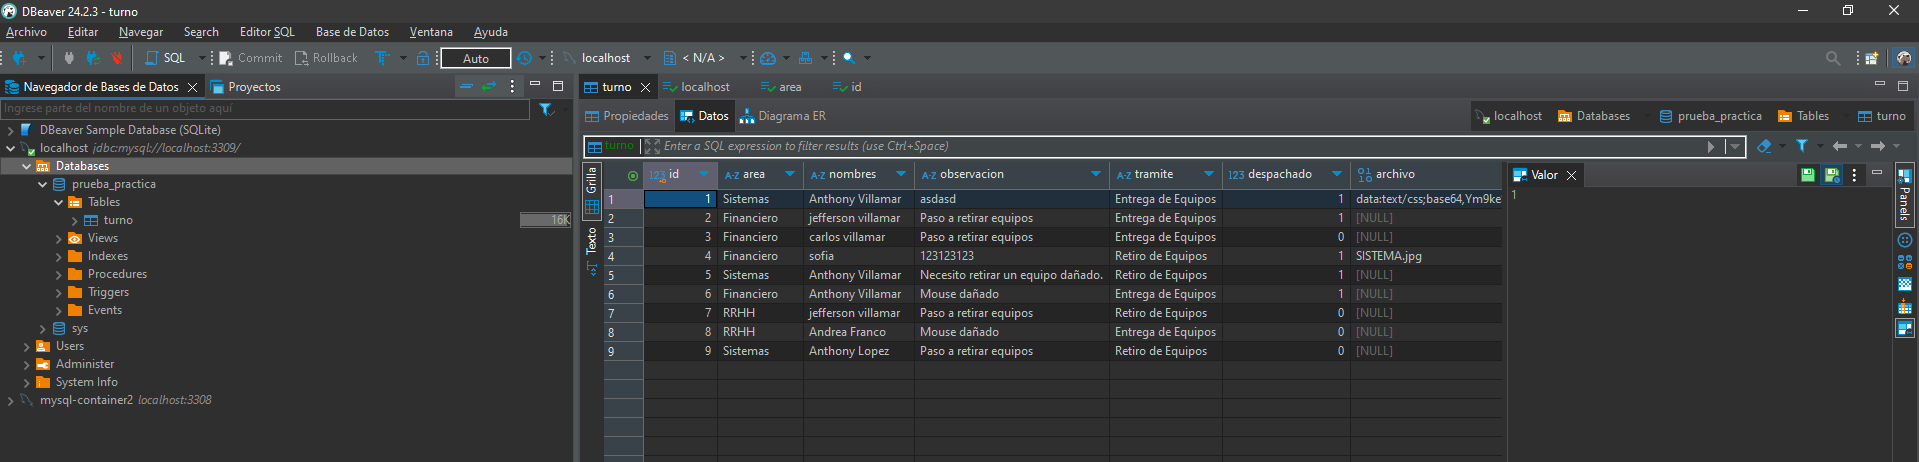 DBeaver 24.2.3 - turno
Archivo Editar Navegar Search Editor SQL Base de Datos Ventana Ayuda
SQL Commit Rollback Auto localhost < N/A >
Navegador de Bases de Datos Proyectos
Ingrese parte del nombre de un objeto aquí
DBeaver Sample Database (SQLite)
localhost jdbc:mysql://localhost:3309/
Databases
prueba_practica
Tables
turno 16K
Views
Indexes
Procedures
Triggers
Events
sys
Users
Administer
System Info
mysql-container2 localhost:3308
turno localhost area id
Propiedades Datos Diagrama ER localhost Databases prueba_practica Tables turno
turno Enter a SQL expression to filter results (use Ctrl+Space)
Grilla
Texto
123 id A-Z area A-Z nombres A-Z observacion A-Z tramite 123 despachado archivo
1 1 Sistemas Anthony Villamar asdasd Entrega de Equipos 1 data:text/css;base64,Ym9ke
2 2 Financiero jefferson villamar Paso a retirar equipos Entrega de Equipos 1 [NULL]
3 3 Financiero carlos villamar Paso a retirar equipos Entrega de Equipos 0 [NULL]
4 4 Financiero sofia 123123123 Retiro de Equipos 1 SISTEMA.jpg
5 5 Sistemas Anthony Villamar Necesito retirar un equipo dañado. Retiro de Equipos 1 [NULL]
6 6 Financiero Anthony Villamar Mouse dañado Entrega de Equipos 1 [NULL]
7 7 RRHH jefferson villamar Paso a retirar equipos Retiro de Equipos 0 [NULL]
8 8 RRHH Andrea Franco Mouse dañado Entrega de Equipos 0 [NULL]
9 9 Sistemas Anthony Lopez Paso a retirar equipos Retiro de Equipos 0 [NULL]
Valor
1
Panels